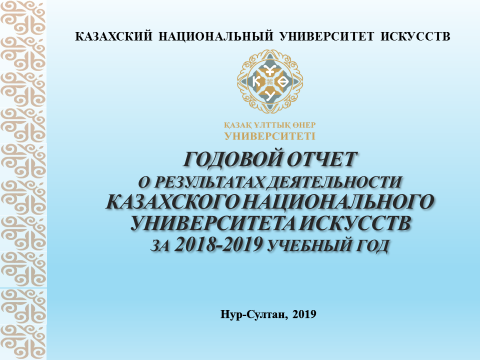 КАЗАХСКИЙ НАЦИОНАЛЬНЫЙ УНИВЕРСИТЕТ ИСКУССТВ
ҚҰӨУ
ҚАЗАҚ ҰЛТТЫҚ ӨНЕР
УНИВЕРСИТЕТІ
ГОДОВОЙ ОТЧЕТ
О РЕЗУЛЬТАТАХ ДЕЯТЕЛЬНОСТИ
КАЗАХСКОГО НАЦИОНАЛЬНОГО
УНИВЕРСИТЕТА ИСКУССТВ
ЗА 2018-2019 УЧЕБНЫЙ ГОД
Нур-Султан, 2019